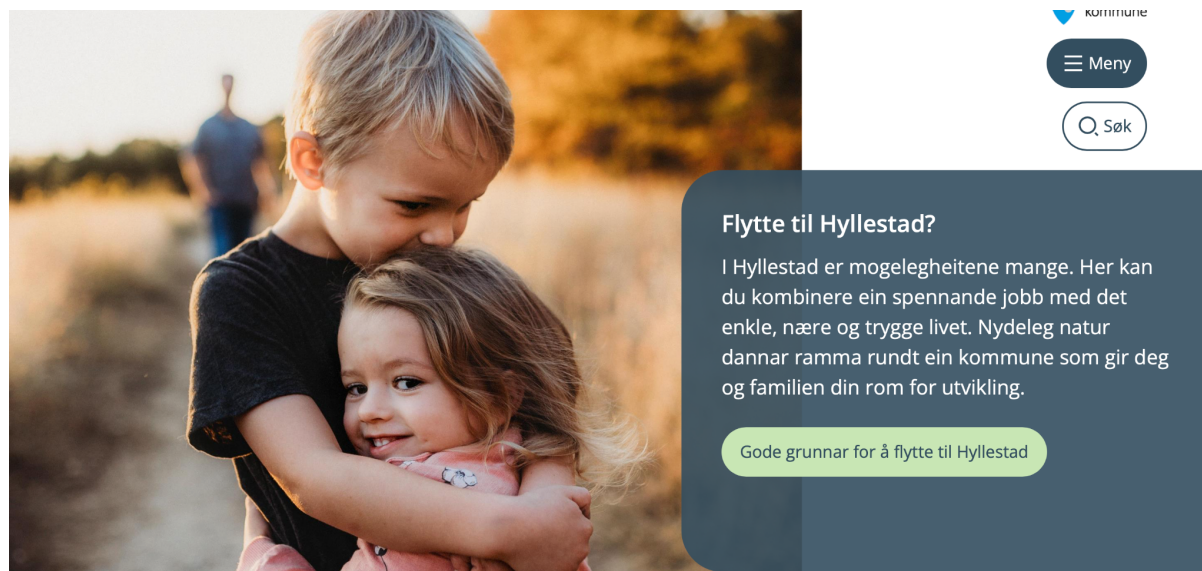 kommune
Meny
Søk
Flytte til Hyllestad?
I Hyllestad er mogelegheitene mange. Her kan
du kombinere ein spennande jobb med det
enkle, nære og trygge livet. Nydeleg natur
dannar ramma rundt ein kommune som gir deg
og familien din rom for utvikling.
Gode grunnar for å flytte til Hyllestad